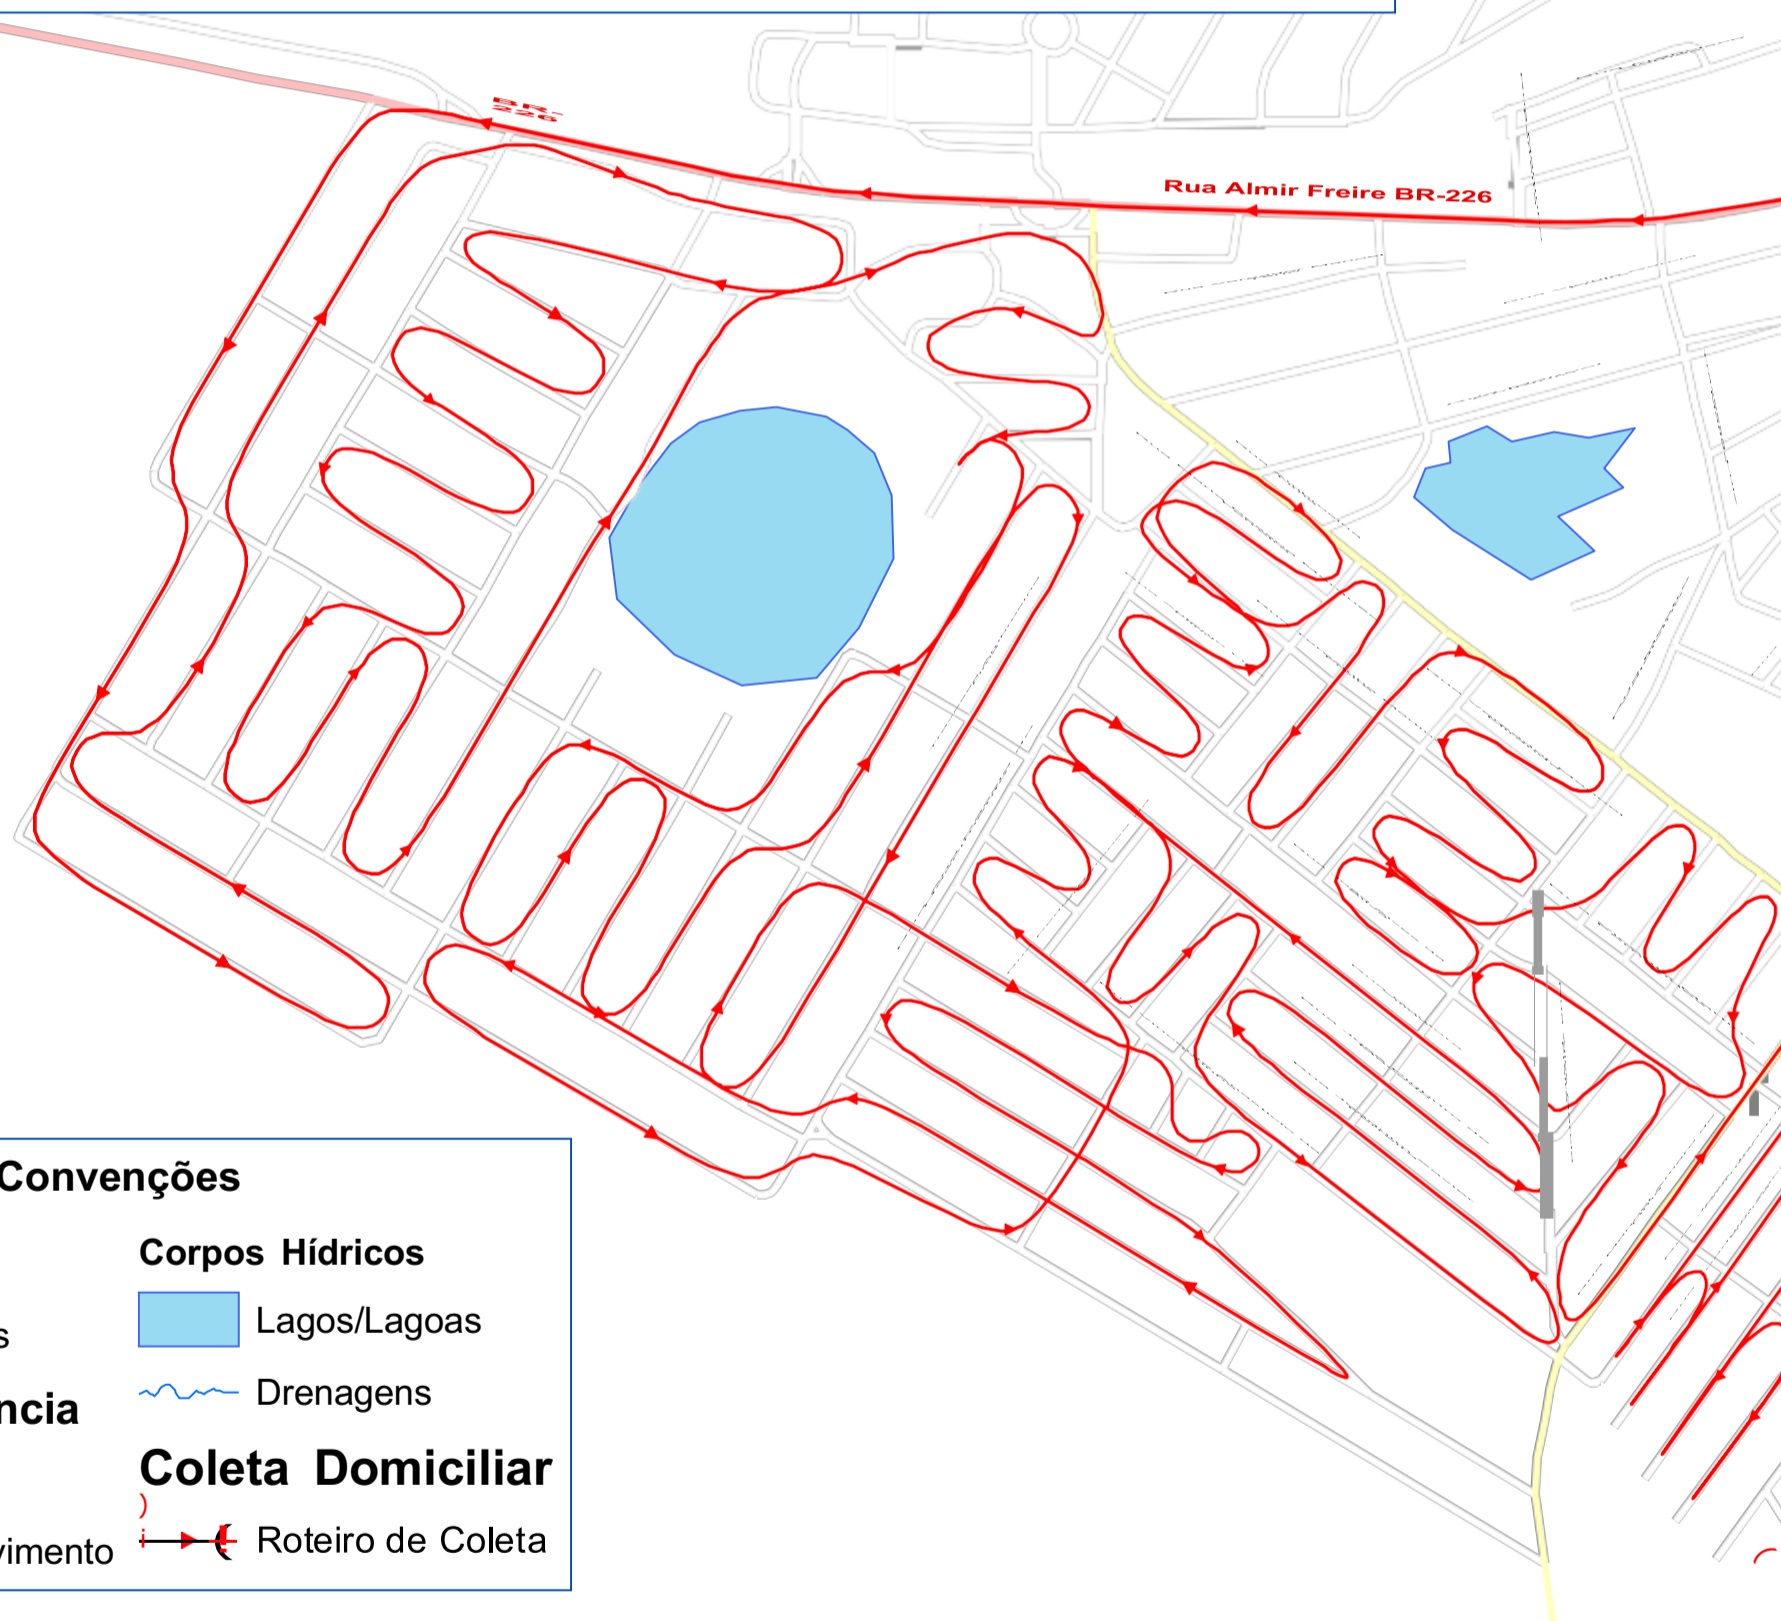 BR-
226
Rua Almir Freire BR-226
Convenções
Corpos Hídricos
Lagos/Lagoas
s
Drenagens
ncia
Coleta Domiciliar
vimento
Roteiro de Coleta